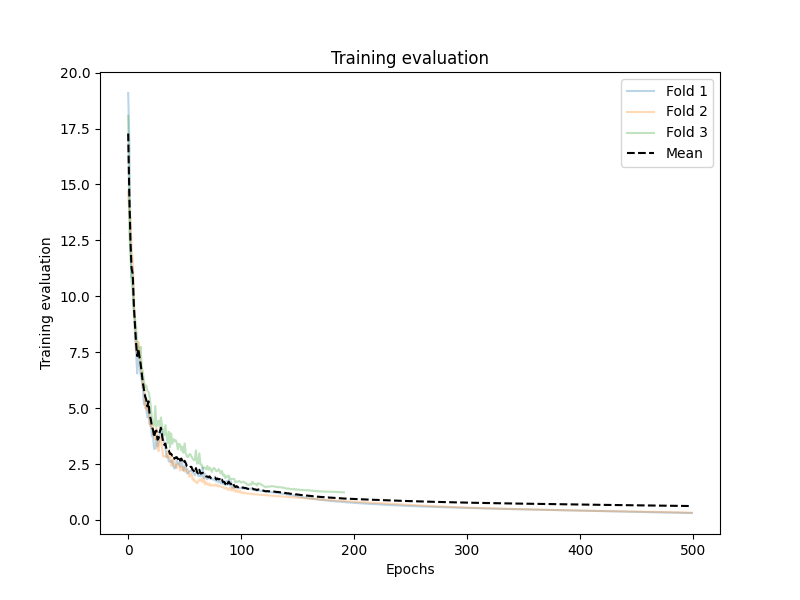 Training evaluation
20.0
17.5
15.0
12.5
10.0
7.5
5.0
2.5
0.0
Training evaluation
Fold 1
Fold 2
Fold 3
Mean
0 100 200 300 400 500
Epochs